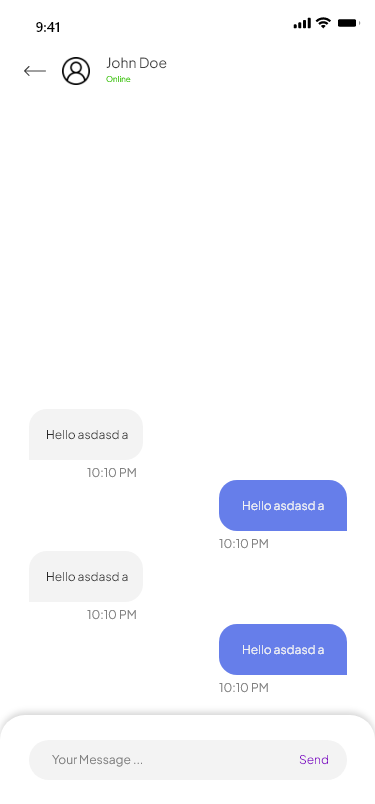 9:41
John Doe
Online
Hello asdasd a
10:10 PM
Hello asdasd a
10:10 PM
Hello asdasd a
10:10 PM
Hello asdasd a
10:10 PM
Your Message ...
Send